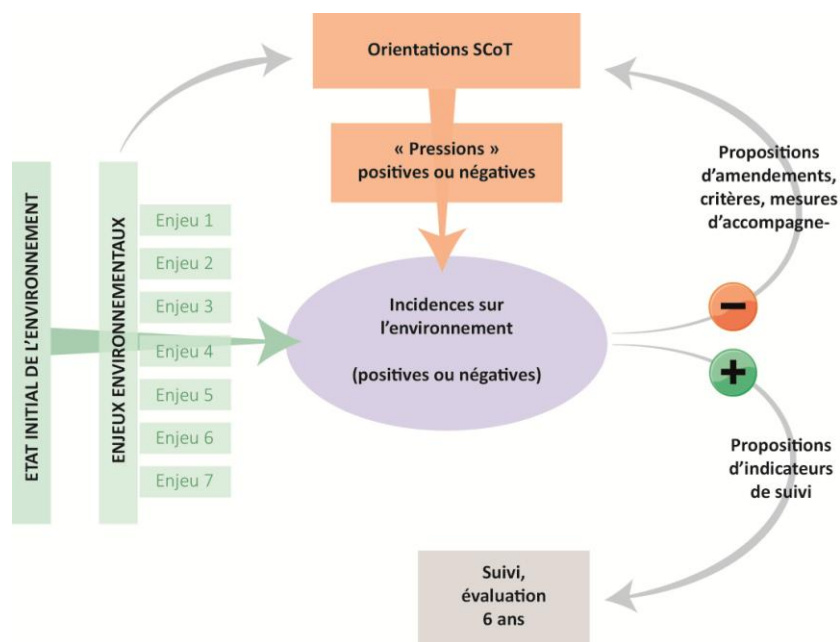 Orientations SCoT
« Pressions »
positives ou négatives
Propositions
d'amendements,
critères, mesures
d'accompagne-
ETAT INITIAL DE L'ENVIRONNEMENT
ENJEUX ENVIRONNEMENTAUX
Enjeu 1
Enjeu 2
Enjeu 3
Enjeu 4
Enjeu 5
Enjeu 6
Enjeu 7
Incidences sur
l'environnement
(positives ou négatives)
−
+
Propositions
d'indicateurs
de suivi
Suivi,
évaluation
6 ans